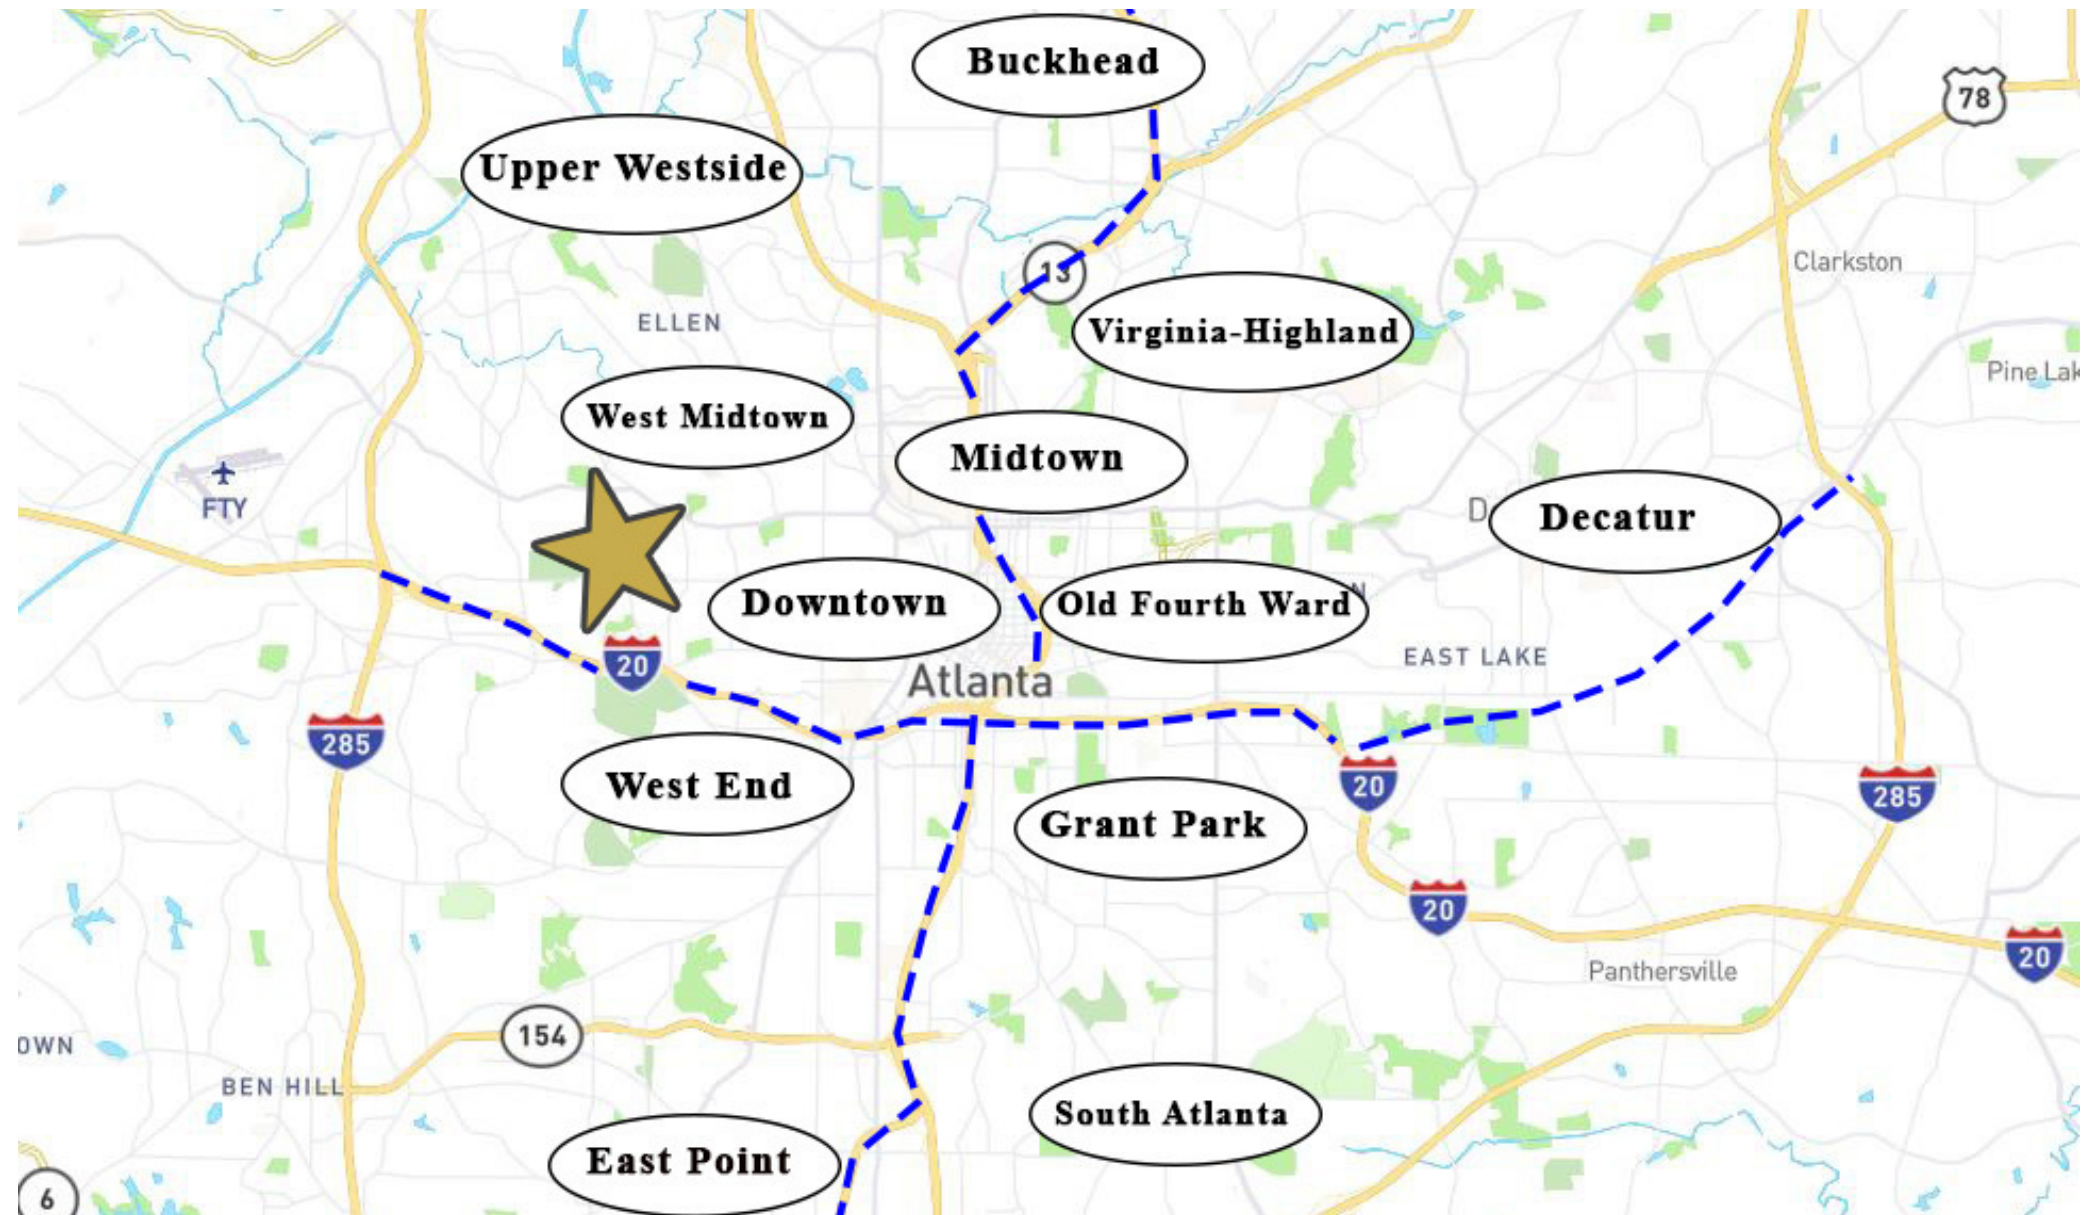 Buckhead
78
Upper Westside
Clarkston
13
ELLEN
Virginia-Highland
Pine Lak
West Midtown
Midtown
FTY
D
Decatur
Downtown
Old Fourth Ward
N
20
EAST LAKE
Atlanta
285
West End
20
285
Grant Park
20
20
Panthersville
154
OWN
BEN HILL
South Atlanta
East Point
6